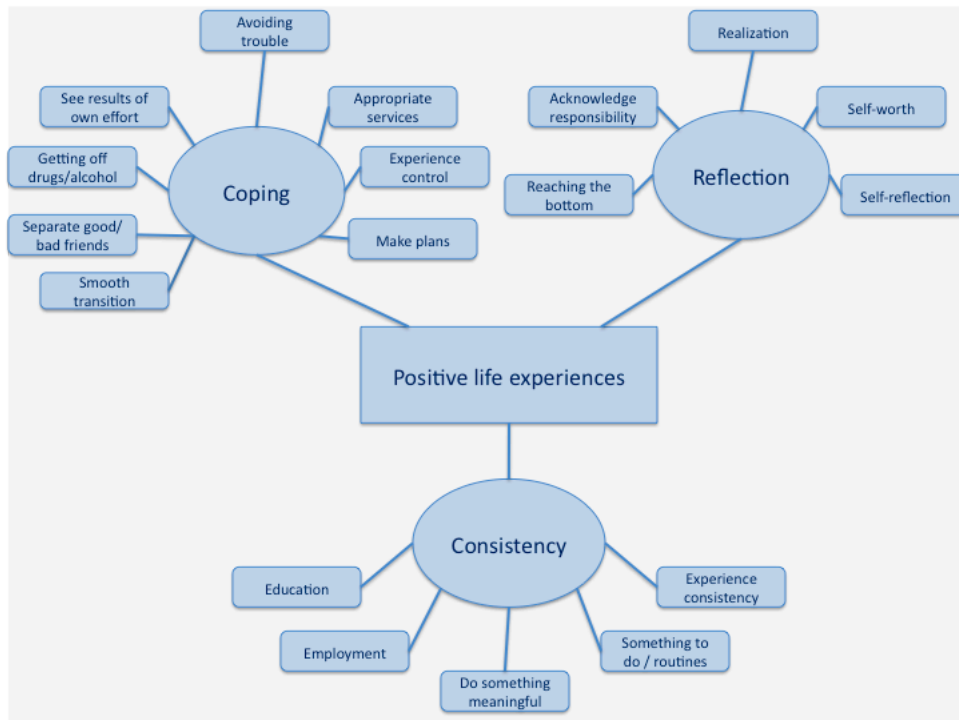 Avoiding
trouble
See results of
own effort
Appropriate
services
Getting off
drugs/alcohol
Coping
Experience
control
Separate good/
bad friends
Make plans
Smooth
transition
Realization
Acknowledge
responsibility
Self-worth
Reflection
Reaching the
bottom
Self-reflection
Positive life experiences
Consistency
Education
Experience
consistency
Employment
Something to
do / routines
Do something
meaningful